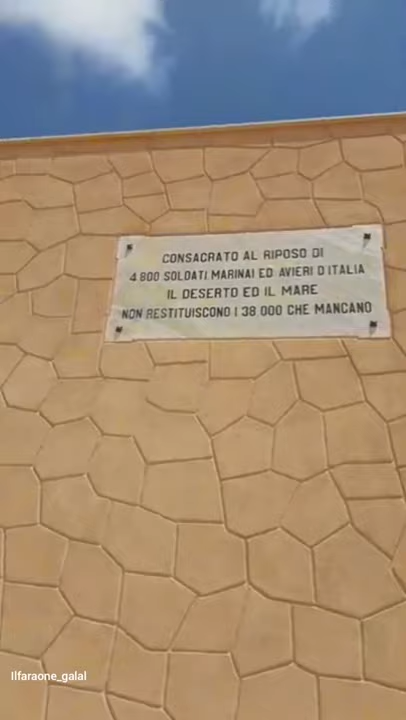 CONSACRATO AL RIPOSO DI
4 800 SOLDATI MARINAI ED AVIERI D ITALIA
IL DESERTO ED IL MARE
NON RESTITUISCONO I 38 000 CHE MANCANO
Ilfaraone_galal